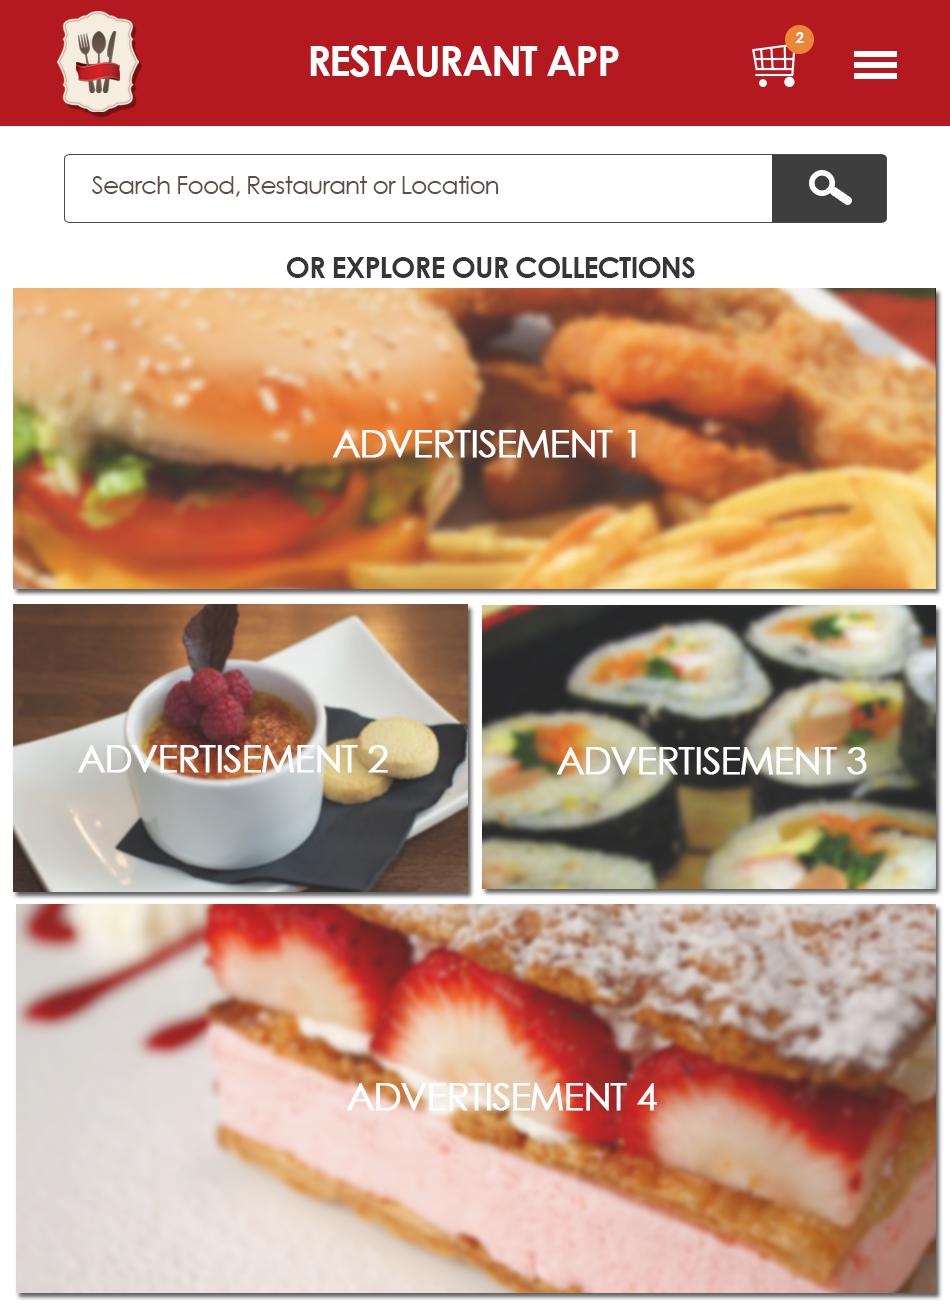 RESTAURANT APP
2
Search Food, Restaurant or Location
OR EXPLORE OUR COLLECTIONS
ADVERTISEMENT 1
ADVERTISEMENT 2
ADVERTISEMENT 3
ADVERTISEMENT 4